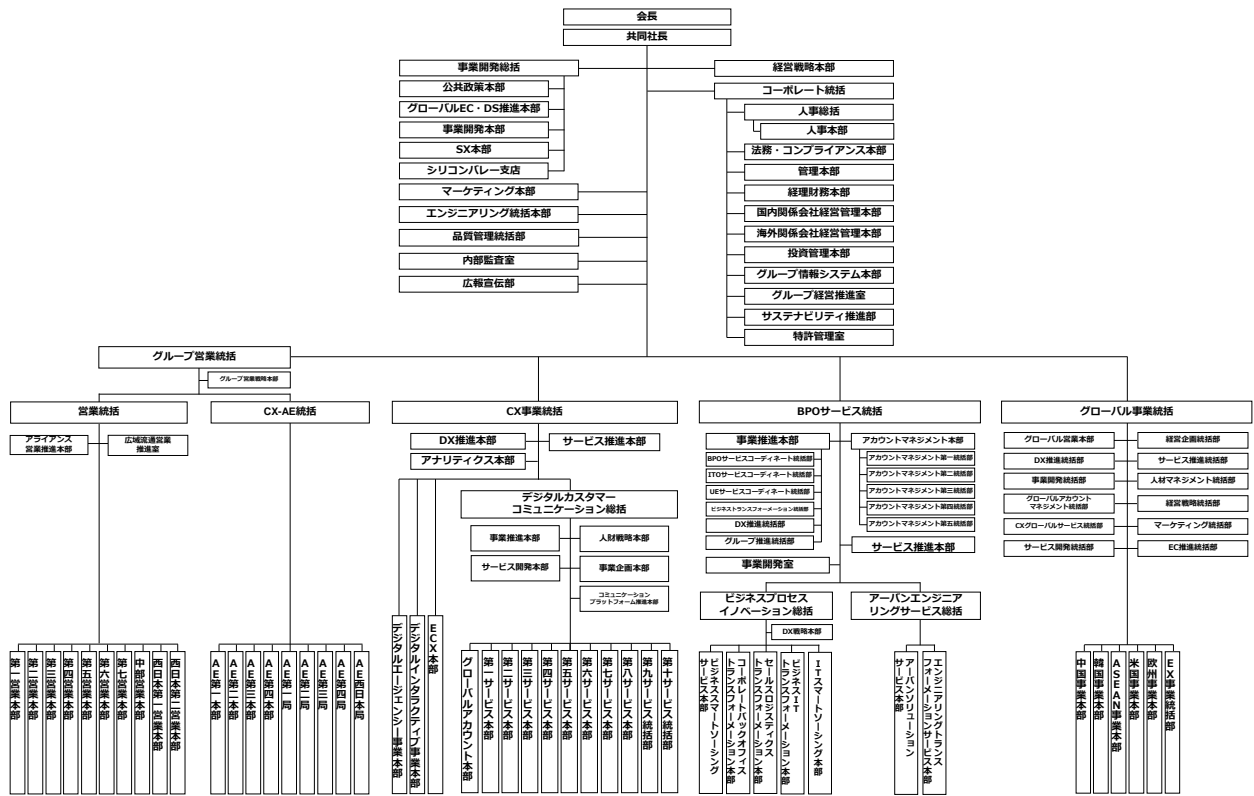 会長
共同社長
事業開発総括
公共政策本部
グローバルEC・DS推進本部
事業開発本部
SX本部
シリコンバレー支店
マーケティング本部
エンジニアリング統括本部
品質管理統括部
内部監査室
広報宣伝部
経営戦略本部
コーポレート統括
人事総括
人事本部
法務・コンプライアンス本部
管理本部
経理財務本部
国内関係会社経営管理本部
海外関係会社経営管理本部
投資管理本部
グループ情報システム本部
グループ経営推進室
サステナビリティ推進部
特許管理室
グループ営業統括
グループ営業戦略本部
営業統括
アライアンス
営業推進本部
広域流通営業
推進室
第一営業本部
第二営業本部
第三営業本部
第四営業本部
第五営業本部
第六営業本部
第七営業本部
中部営業本部
西日本第一営業本部
西日本第二営業本部
CX-AE統括
AE第一本部
AE第二本部
AE第三本部
AE第四本部
AE第一局
AE第二局
AE第三局
AE第四局
AE西日本局
CX事業統括
DX推進本部
サービス推進本部
アナリティクス本部
デジタルエージェンシー事業本部
デジタルインタラクティブ事業本部
ECX本部
デジタルカスタマー
コミュニケーション総括
事業推進本部
人財戦略本部
サービス開発本部
事業企画本部
コミュニケーション
プラットフォーム推進本部
グローバルアカウント本部
第一サービス本部
第二サービス本部
第三サービス本部
第四サービス本部
第五サービス本部
第六サービス本部
第七サービス本部
第八サービス本部
第九サービス統括部
第十サービス統括部
BPOサービス統括
事業推進本部
BPOサービスコーディネート統括部
ITOサービスコーディネート統括部
UEサービスコーディネート統括部
ビジネストランスフォーメーション統括部
DX推進統括部
グループ推進統括部
アカウントマネジメント本部
アカウントマネジメント第一統括部
アカウントマネジメント第二統括部
アカウントマネジメント第三統括部
アカウントマネジメント第四統括部
アカウントマネジメント第五統括部
サービス推進本部
事業開発室
ビジネスプロセス
イノベーション総括
DX戦略本部
ビジネススマートソーシング
サービス本部
コーポレートバックオフィス
トランスフォーメーション本部
セールスロジスティクス
トランスフォーメーション本部
ビジネスIT
トランスフォーメーション本部
ITスマートソーシング本部
アーバンエンジニア
リングサービス総括
アーバンソリューション
サービス本部
エンジニアリングトランス
フォーメーションサービス本部
グローバル事業統括
グローバル営業本部
経営企画統括部
DX推進統括部
サービス推進統括部
事業開発統括部
人材マネジメント統括部
グローバルアカウント
マネジメント統括部
経営戦略統括部
CXグローバルサービス統括部
マーケティング統括部
サービス開発統括部
EC推進統括部
中国事業本部
韓国事業本部
ASEAN事業本部
米国事業本部
欧州事業本部
EX事業統括部